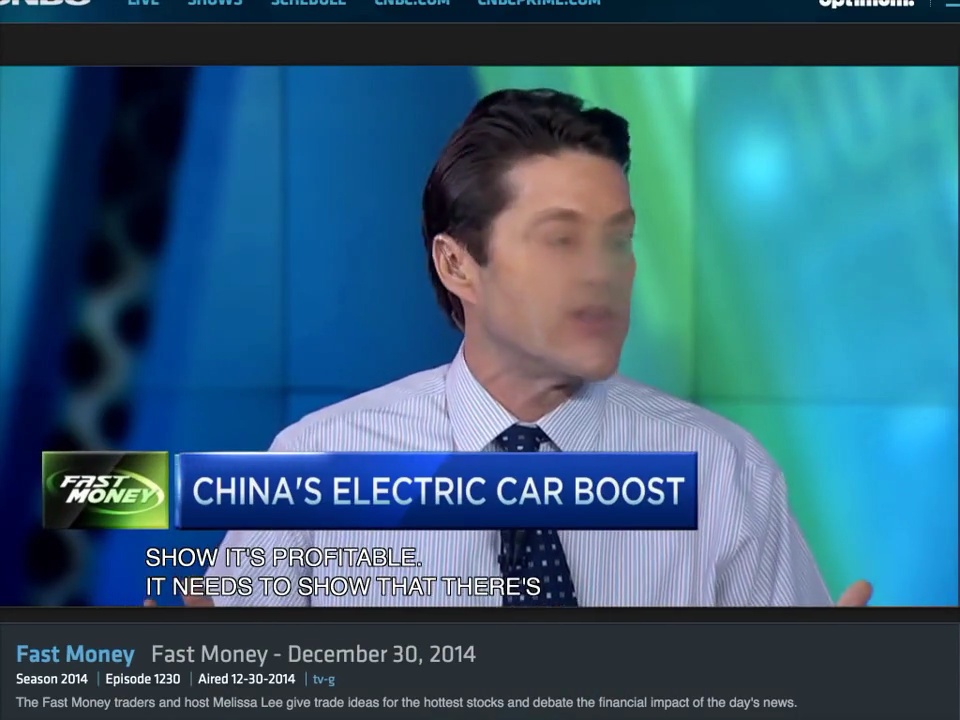 LIVE SHOWS SCHEDULE CNBC.COM CNBCPRIME.COM optimum.
FAST MONEY
CHINA'S ELECTRIC CAR BOOST
SHOW IT'S PROFITABLE.
IT NEEDS TO SHOW THAT THERE'S
Fast Money Fast Money - December 30, 2014
Season 2014 | Episode 1230 | Aired 12-30-2014 | tv-g
The Fast Money traders and host Melissa Lee give trade ideas for the hottest stocks and debate the financial impact of the day's news.